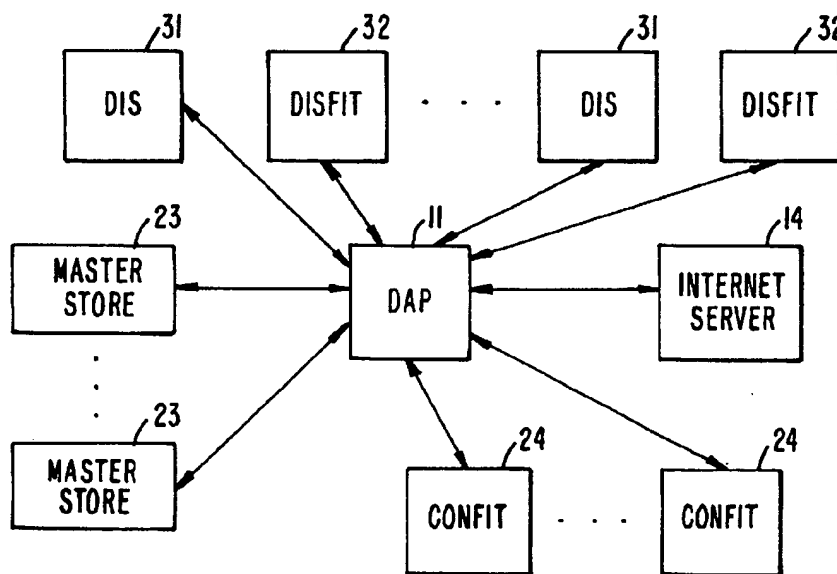 31 32 31 32
DIS DISFIT . . . DIS DISFIT
23 11 14
MASTER STORE
DAP
INTERNET SERVER
23
MASTER STORE
24 24
CONFIT . . . CONFIT